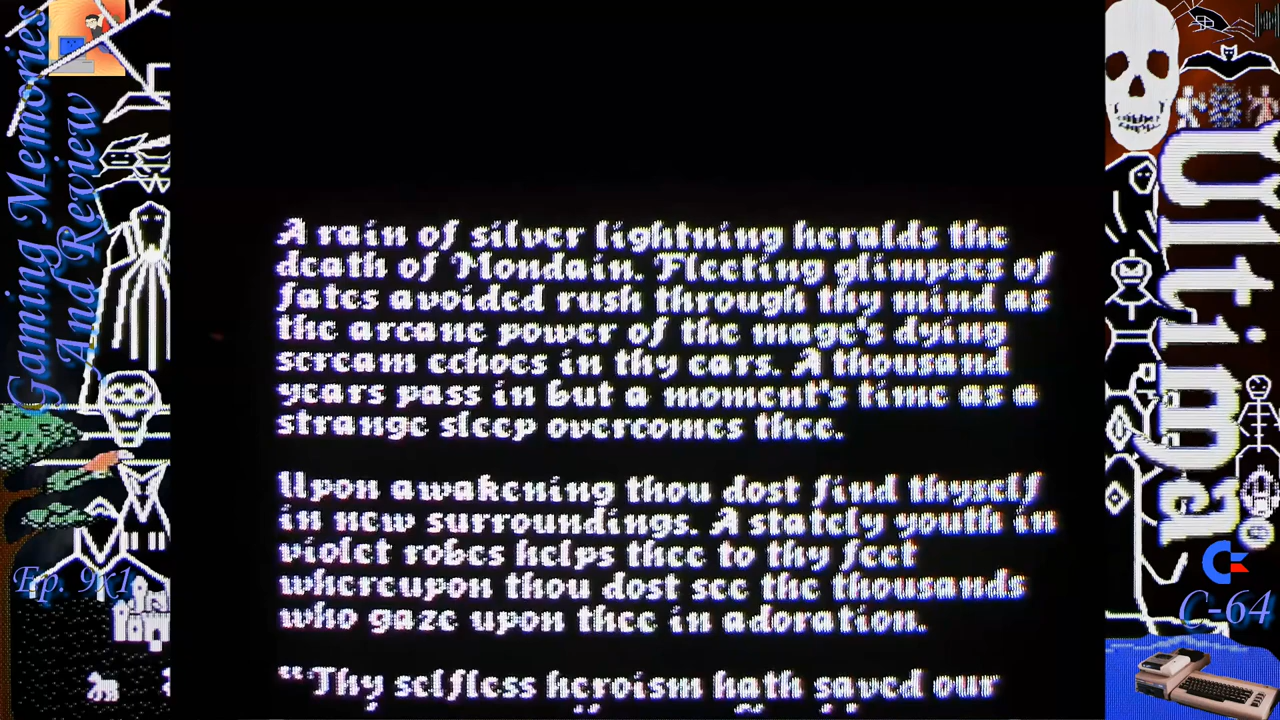 Gaming Memories
And Review
Ep. 9x1
A rain of silver lightning heralds the
death of Mondain. Fleeting glimpses of
fates avoided rush through thy mind as
the arcane power of the mage's dying
scream echoes in thy ears. A thousand
years pass in but a moment's time as a
strange sleep overcomes thee.
Upon awakening thou dost find thyself
in new surroundings. A stately youth in
violet robes helps thee to thy feet
whereupon thou dost see the thousands
who gaze upon thee in adoration.
"Thy selfless heroism hath saved our
Ultima
C-64